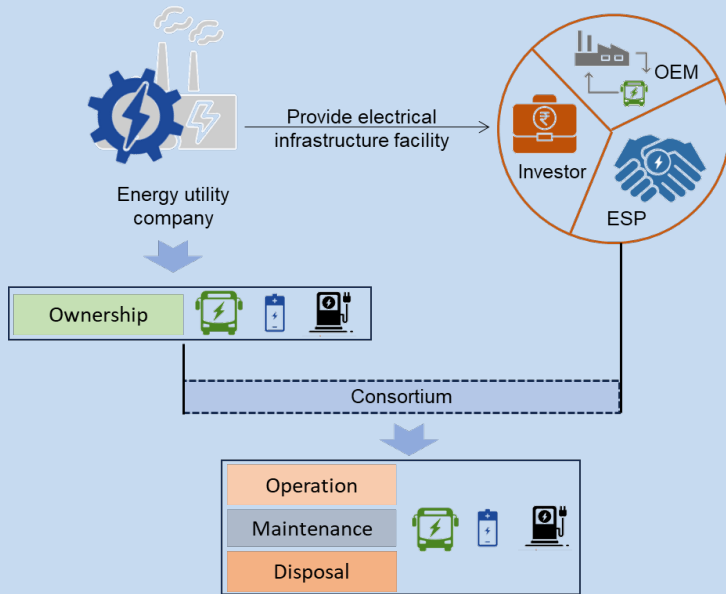 OEM
Provide electrical
infrastructure facility
₹
Investor
ESP
Energy utility
company
Ownership
Consortium
Operation
Maintenance
Disposal